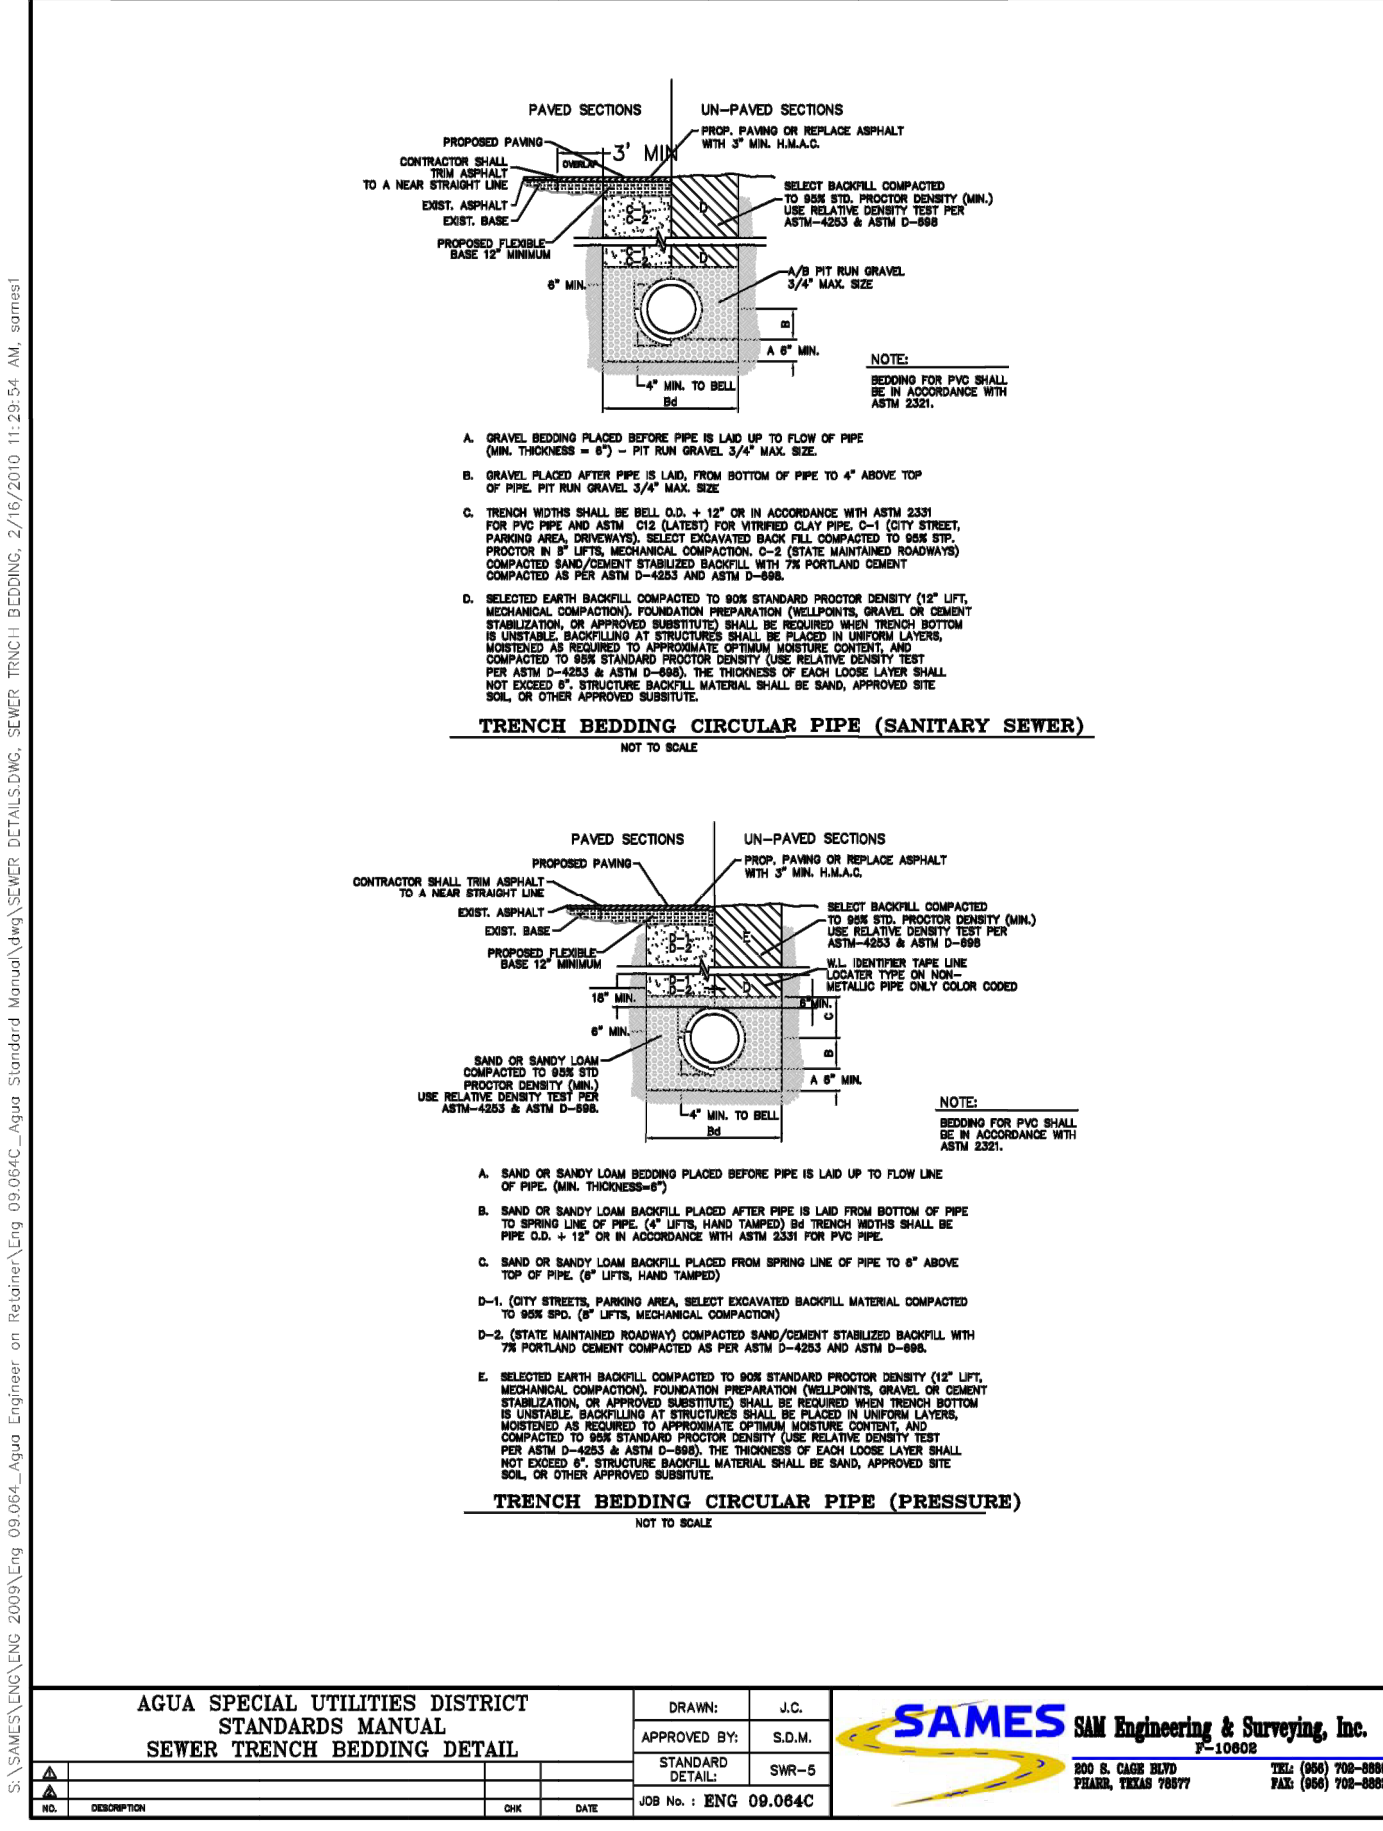 S:\SAMES\ENG\ENG 2009\Eng 09.064_Agua Engineer on Retainer\Eng 09.064C_Agua Standard Manual\dwg\SEWER DETAILS.DWG, SEWER TRNCH BEDDING, 2/16/2010 11:29:54 AM, sames1
PAVED SECTIONS
UN-PAVED SECTIONS
PROPOSED PAVING
3' MIN
OVERLAP
PROP. PAVING OR REPLACE ASPHALT
WITH 3" MIN. H.M.A.C.
CONTRACTOR SHALL
TRIM ASPHALT
TO A NEAR STRAIGHT LINE
EXIST. ASPHALT
EXIST. BASE
PROPOSED FLEXIBLE
BASE 12" MINIMUM
C-1
C-2
D
SELECT BACKFILL COMPACTED
TO 95% STD. PROCTOR DENSITY (MIN.)
USE RELATIVE DENSITY TEST PER
ASTM-4253 & ASTM D-698
C-1
C-2
D
6" MIN.
A/B PIT RUN GRAVEL
3/4" MAX. SIZE
B
A 6" MIN.
4" MIN. TO BELL
Bd
NOTE:
BEDDING FOR PVC SHALL
BE IN ACCORDANCE WITH
ASTM 2321.
A. GRAVEL BEDDING PLACED BEFORE PIPE IS LAID UP TO FLOW OF PIPE
(MIN. THICKNESS = 6") - PIT RUN GRAVEL 3/4" MAX. SIZE.
B. GRAVEL PLACED AFTER PIPE IS LAID, FROM BOTTOM OF PIPE TO 4" ABOVE TOP
OF PIPE. PIT RUN GRAVEL 3/4" MAX. SIZE
C. TRENCH WIDTHS SHALL BE BELL O.D. + 12" OR IN ACCORDANCE WITH ASTM 2331
FOR PVC PIPE AND ASTM C12 (LATEST) FOR VITRIFIED CLAY PIPE. C-1 (CITY STREET,
PARKING AREA, DRIVEWAYS). SELECT EXCAVATED BACK FILL COMPACTED TO 95% STP.
PROCTOR IN 8" LIFTS, MECHANICAL COMPACTION. C-2 (STATE MAINTAINED ROADWAYS)
COMPACTED SAND/CEMENT STABILIZED BACKFILL WITH 7% PORTLAND CEMENT
COMPACTED AS PER ASTM D-4253 AND ASTM D-698.
D. SELECTED EARTH BACKFILL COMPACTED TO 90% STANDARD PROCTOR DENSITY (12" LIFT,
MECHANICAL COMPACTION). FOUNDATION PREPARATION (WELLPOINTS, GRAVEL OR CEMENT
STABILIZATION, OR APPROVED SUBSTITUTE) SHALL BE REQUIRED WHEN TRENCH BOTTOM
IS UNSTABLE. BACKFILLING AT STRUCTURES SHALL BE PLACED IN UNIFORM LAYERS,
MOISTENED AS REQUIRED TO APPROXIMATE OPTIMUM MOISTURE CONTENT, AND
COMPACTED TO 95% STANDARD PROCTOR DENSITY (USE RELATIVE DENSITY TEST
PER ASTM D-4253 & ASTM D-698). THE THICKNESS OF EACH LOOSE LAYER SHALL
NOT EXCEED 6". STRUCTURE BACKFILL MATERIAL SHALL BE SAND, APPROVED SITE
SOIL, OR OTHER APPROVED SUBSITUTE.
TRENCH BEDDING CIRCULAR PIPE (SANITARY SEWER)
NOT TO SCALE
PAVED SECTIONS
UN-PAVED SECTIONS
PROPOSED PAVING
PROP. PAVING OR REPLACE ASPHALT
WITH 3" MIN. H.M.A.C.
CONTRACTOR SHALL TRIM ASPHALT
TO A NEAR STRAIGHT LINE
EXIST. ASPHALT
EXIST. BASE
PROPOSED FLEXIBLE
BASE 12" MINIMUM
D-1
D-2
E
SELECT BACKFILL COMPACTED
TO 95% STD. PROCTOR DENSITY (MIN.)
USE RELATIVE DENSITY TEST PER
ASTM-4253 & ASTM D-698
W.L. IDENTIFIER TAPE LINE
LOCATER TYPE ON NON-
METALLIC PIPE ONLY COLOR CODED
D-1
D-2
D
18" MIN.
6"MIN.
C
6" MIN.
B
SAND OR SANDY LOAM
COMPACTED TO 95% STD
PROCTOR DENSITY (MIN.)
USE RELATIVE DENSITY TEST PER
ASTM-4253 & ASTM D-698.
A 6" MIN.
4" MIN. TO BELL
Bd
NOTE:
BEDDING FOR PVC SHALL
BE IN ACCORDANCE WITH
ASTM 2321.
A. SAND OR SANDY LOAM BEDDING PLACED BEFORE PIPE IS LAID UP TO FLOW LINE
OF PIPE. (MIN. THICKNESS=6")
B. SAND OR SANDY LOAM BACKFILL PLACED AFTER PIPE IS LAID FROM BOTTOM OF PIPE
TO SPRING LINE OF PIPE. (4" LIFTS, HAND TAMPED) Bd TRENCH WIDTHS SHALL BE
PIPE O.D. + 12" OR IN ACCORDANCE WITH ASTM 2331 FOR PVC PIPE.
C. SAND OR SANDY LOAM BACKFILL PLACED FROM SPRING LINE OF PIPE TO 6" ABOVE
TOP OF PIPE. (6" LIFTS, HAND TAMPED)
D-1. (CITY STREETS, PARKING AREA, SELECT EXCAVATED BACKFILL MATERIAL COMPACTED
TO 95% SPD. (8" LIFTS, MECHANICAL COMPACTION)
D-2. (STATE MAINTAINED ROADWAY) COMPACTED SAND/CEMENT STABILIZED BACKFILL WITH
7% PORTLAND CEMENT COMPACTED AS PER ASTM D-4253 AND ASTM D-698.
E. SELECTED EARTH BACKFILL COMPACTED TO 90% STANDARD PROCTOR DENSITY (12" LIFT,
MECHANICAL COMPACTION). FOUNDATION PREPARATION (WELLPOINTS, GRAVEL OR CEMENT
STABILIZATION, OR APPROVED SUBSTITUTE) SHALL BE REQUIRED WHEN TRENCH BOTTOM
IS UNSTABLE. BACKFILLING AT STRUCTURES SHALL BE PLACED IN UNIFORM LAYERS,
MOISTENED AS REQUIRED TO APPROXIMATE OPTIMUM MOISTURE CONTENT, AND
COMPACTED TO 95% STANDARD PROCTOR DENSITY (USE RELATIVE DENSITY TEST
PER ASTM D-4253 & ASTM D-698). THE THICKNESS OF EACH LOOSE LAYER SHALL
NOT EXCEED 6". STRUCTURE BACKFILL MATERIAL SHALL BE SAND, APPROVED SITE
SOIL, OR OTHER APPROVED SUBSITUTE.
TRENCH BEDDING CIRCULAR PIPE (PRESSURE)
NOT TO SCALE
AGUA SPECIAL UTILITIES DISTRICT
STANDARDS MANUAL
SEWER TRENCH BEDDING DETAIL
NO. DESCRIPTION CHK DATE
DRAWN: J.C.
APPROVED BY: S.D.M.
STANDARD
DETAIL: SWR-5
JOB No. : ENG 09.064C
SAMES
SAM Engineering & Surveying, Inc.
F-10602
200 S. CAGE BLVD
PHARR, TEXAS 78577
TEL: (956) 702-888
FAX: (956) 702-888